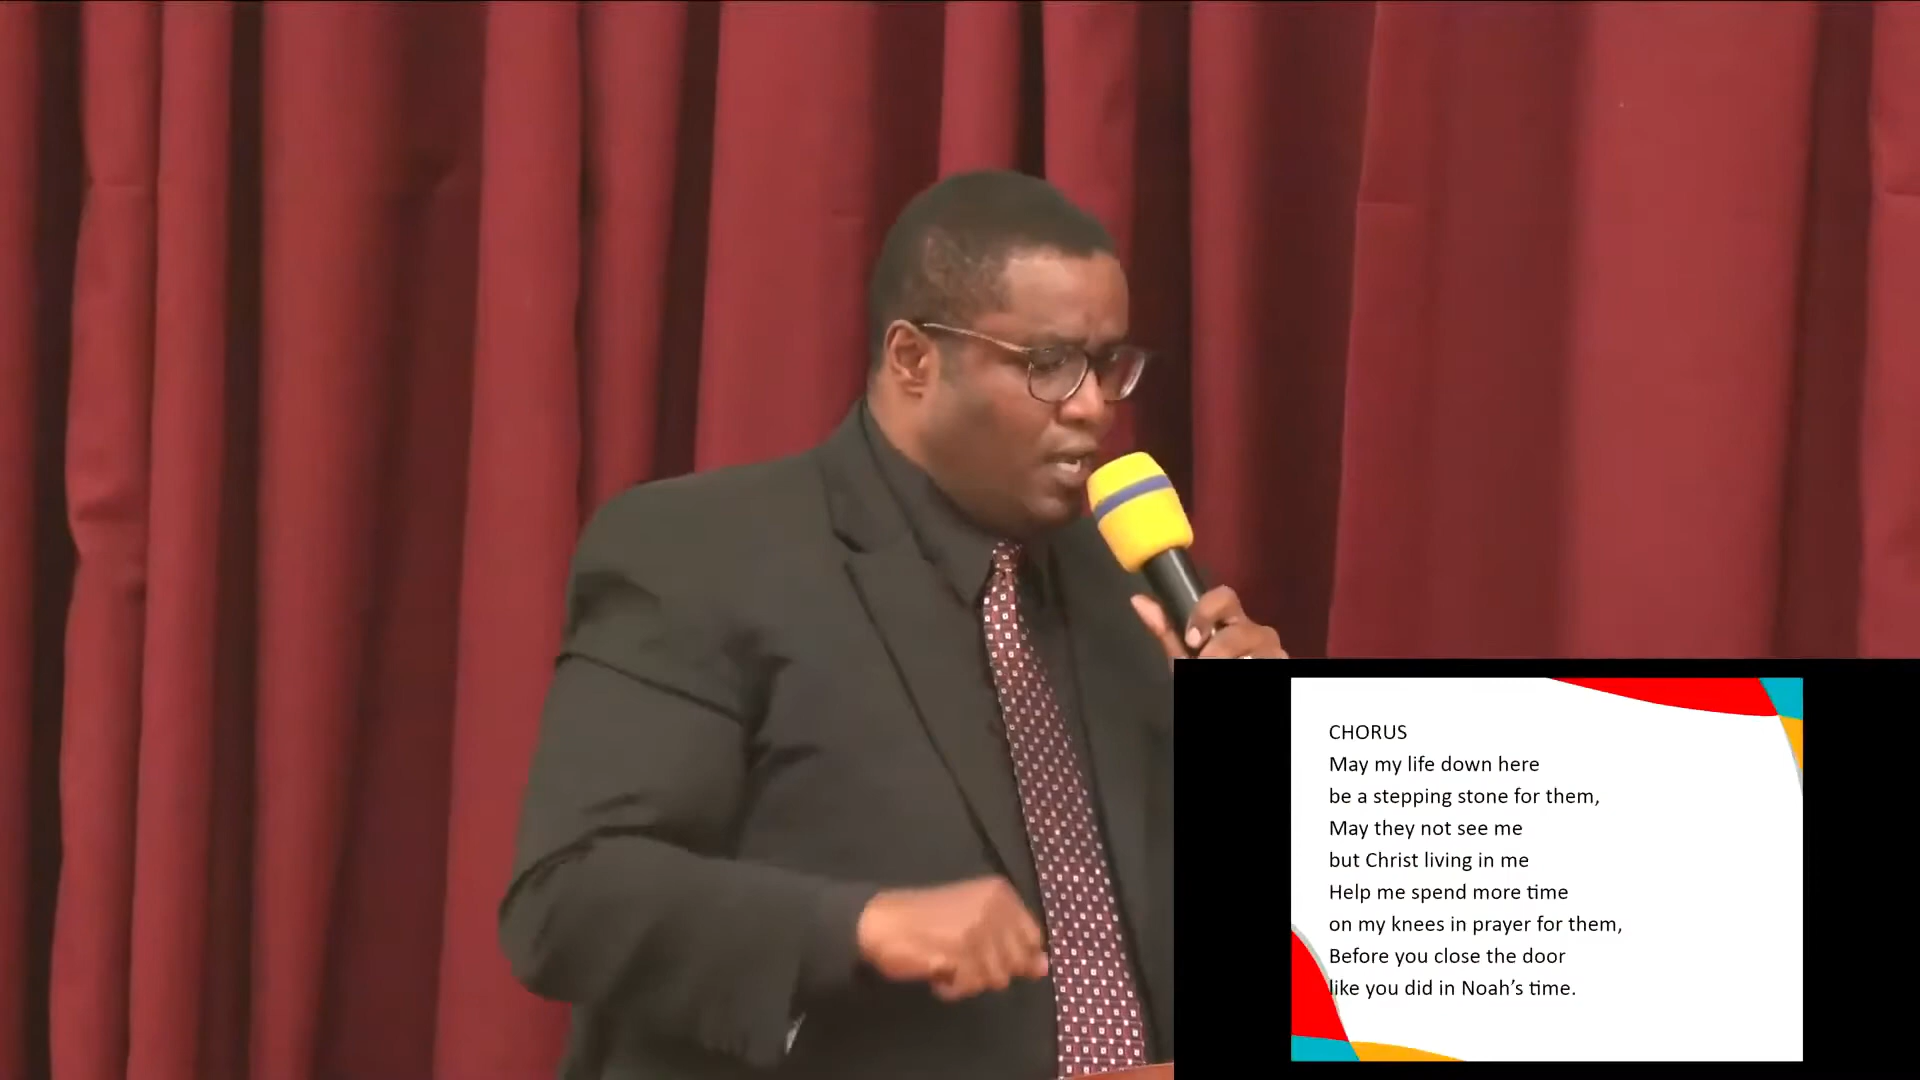 CHORUS
May my life down here
be a stepping stone for them,
May they not see me
but Christ living in me
Help me spend more time
on my knees in prayer for them,
Before you close the door
like you did in Noah’s time.